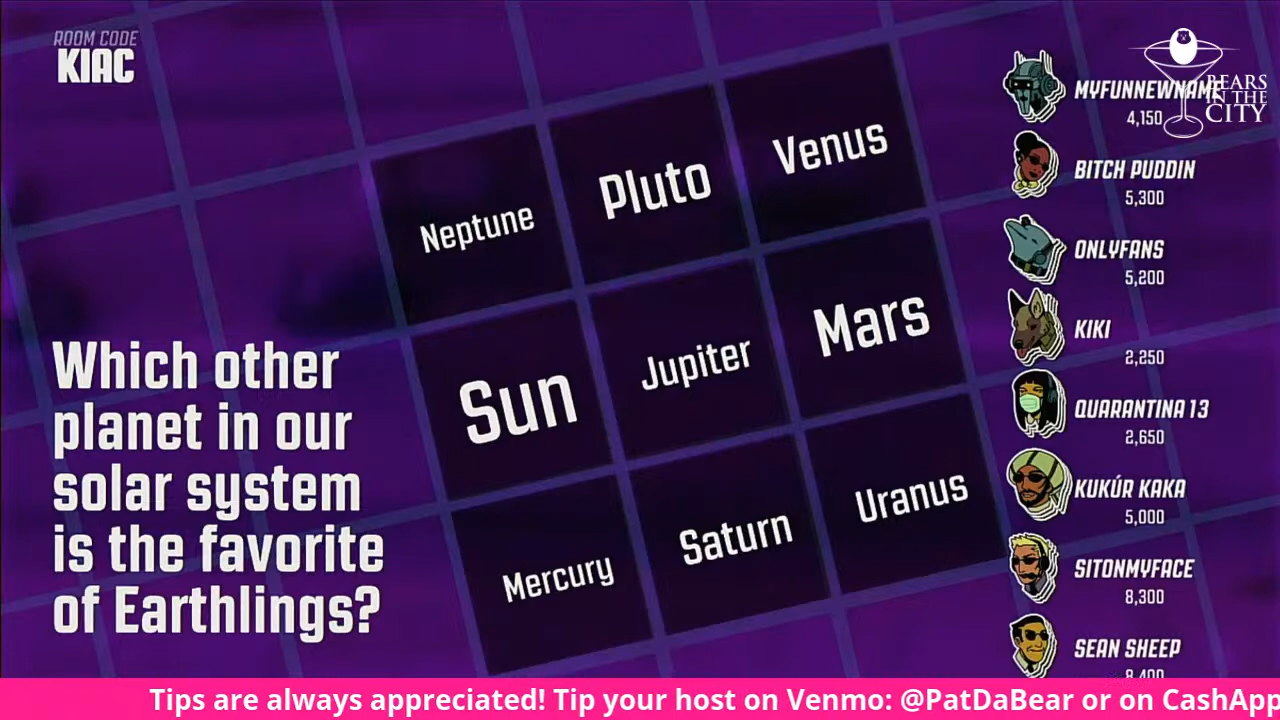 ROOM CODE
KIAC
Which other
planet in our
solar system
is the favorite
of Earthlings?
Neptune
Pluto
Venus
Sun
Jupiter
Mars
Mercury
Saturn
Uranus
MYFUNNEWNAME
4,150
BITCH PUDDIN
5,300
ONLYFANS
5,200
KIKI
2,250
QUARANTINA 13
2,650
KUKÚR KAKA
5,000
SITONMYFACE
8,300
SEAN SHEEP
8,400
BEARS
IN THE
CITY
Tips are always appreciated! Tip your host on Venmo: @PatDaBear or on CashApp